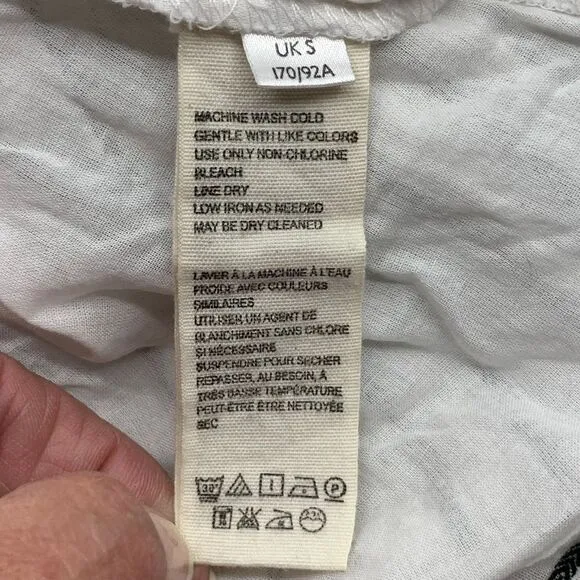 UK S
170/92A
MACHINE WASH COLD
GENTLE WITH LIKE COLORS
USE ONLY NON-CHLORINE
BLEACH
LINE DRY
LOW IRON AS NEEDED
MAY BE DRY CLEANED
LAVER À LA MACHINE À L'EAU
FROIDE AVEC COULEURS
SIMILAIRES
UTILISER UN AGENT DE
BLANCHIMENT SANS CHLORE
SI NÉCESSAIRE
SUSPENDRE POUR SÉCHER
REPASSER, AU BESOIN, À
TRÈS BASSE TEMPÉRATURE
PEUT-ÊTRE ÊTRE NETTOYÉE
SEC
30° P